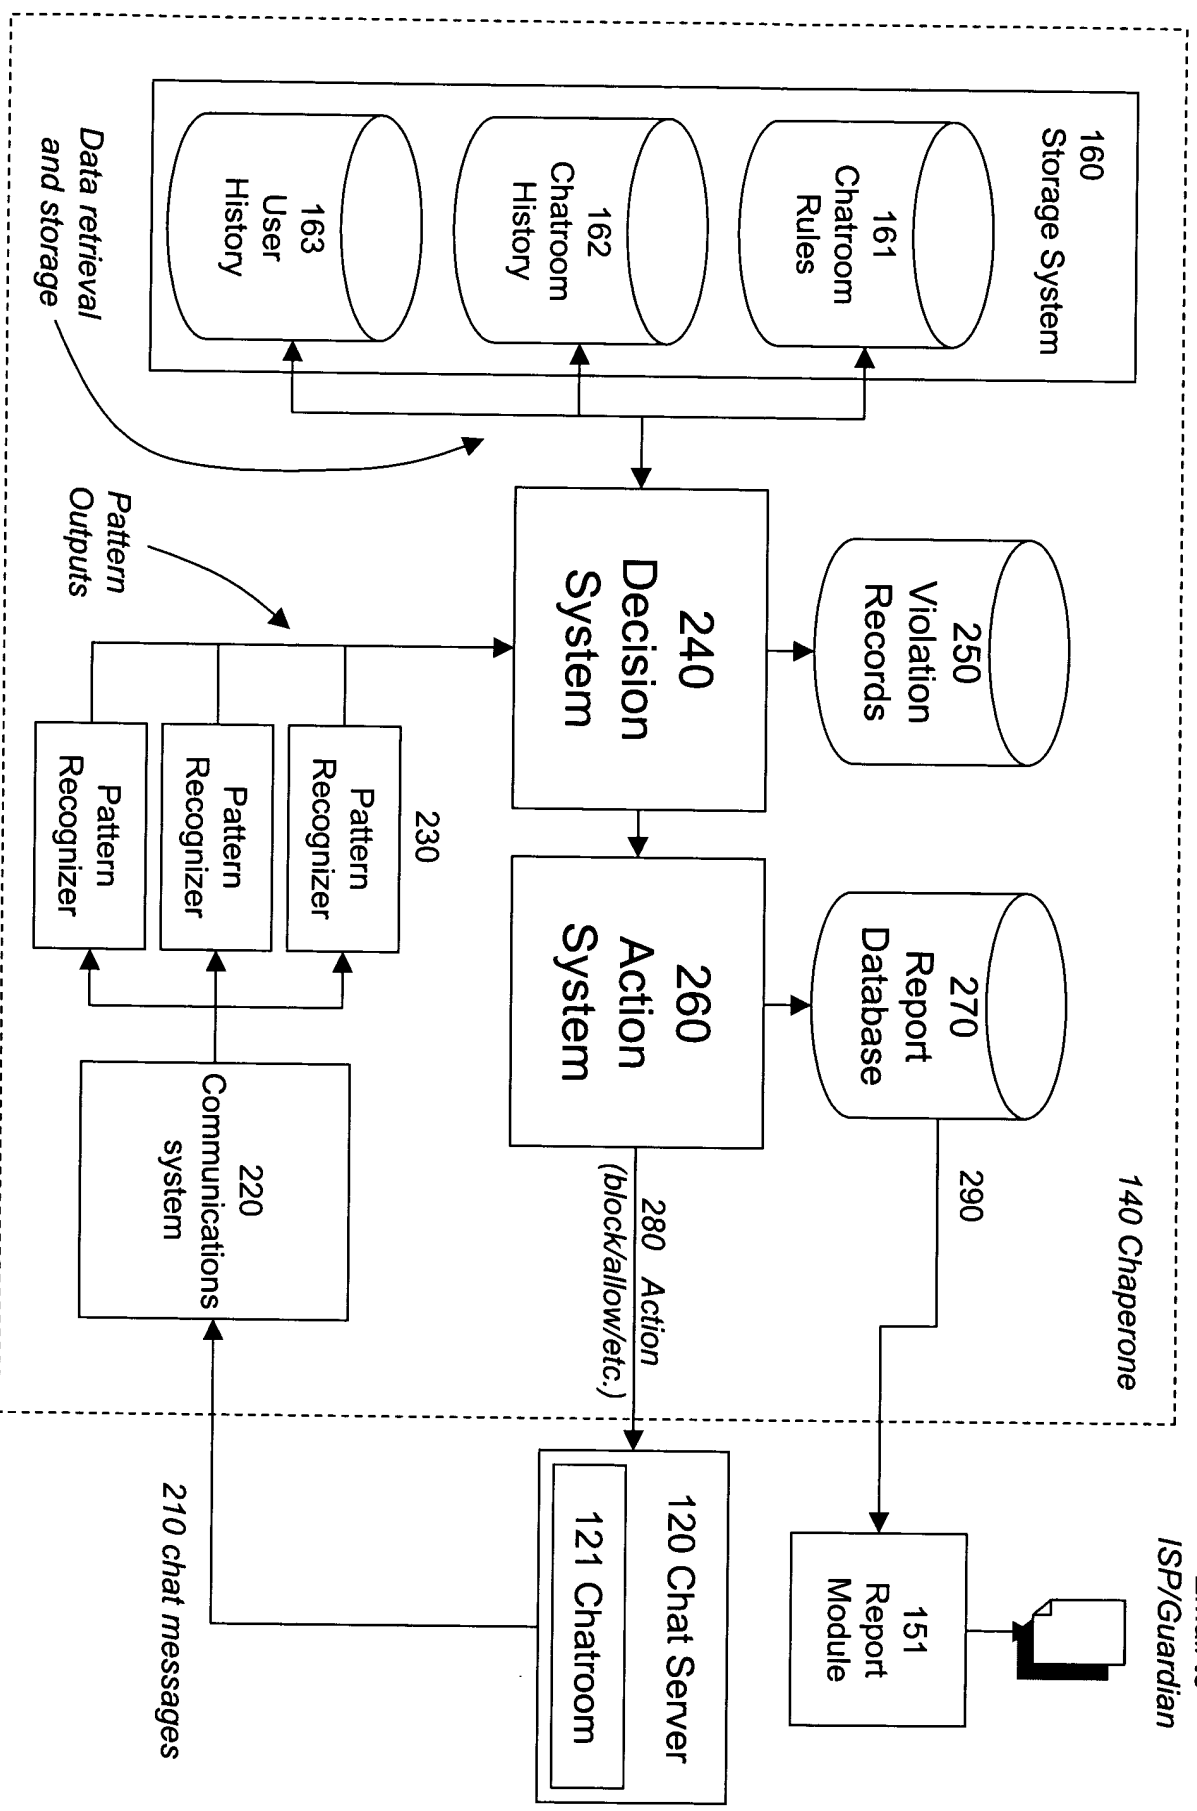 ISP/Guardian
140 Chaperone
160
Storage System
161
Chatroom
Rules
162
Chatroom
History
163
User
History
Data retrieval
and storage
250
Violation
Records
270
Report
Database
290
151
Report
Module
240
Decision
System
260
Action
System
280 Action
(block/allow/etc.)
120 Chat Server
121 Chatroom
Pattern
Outputs
230
Pattern
Recognizer
Pattern
Recognizer
Pattern
Recognizer
220
Communications
system
210 chat messages